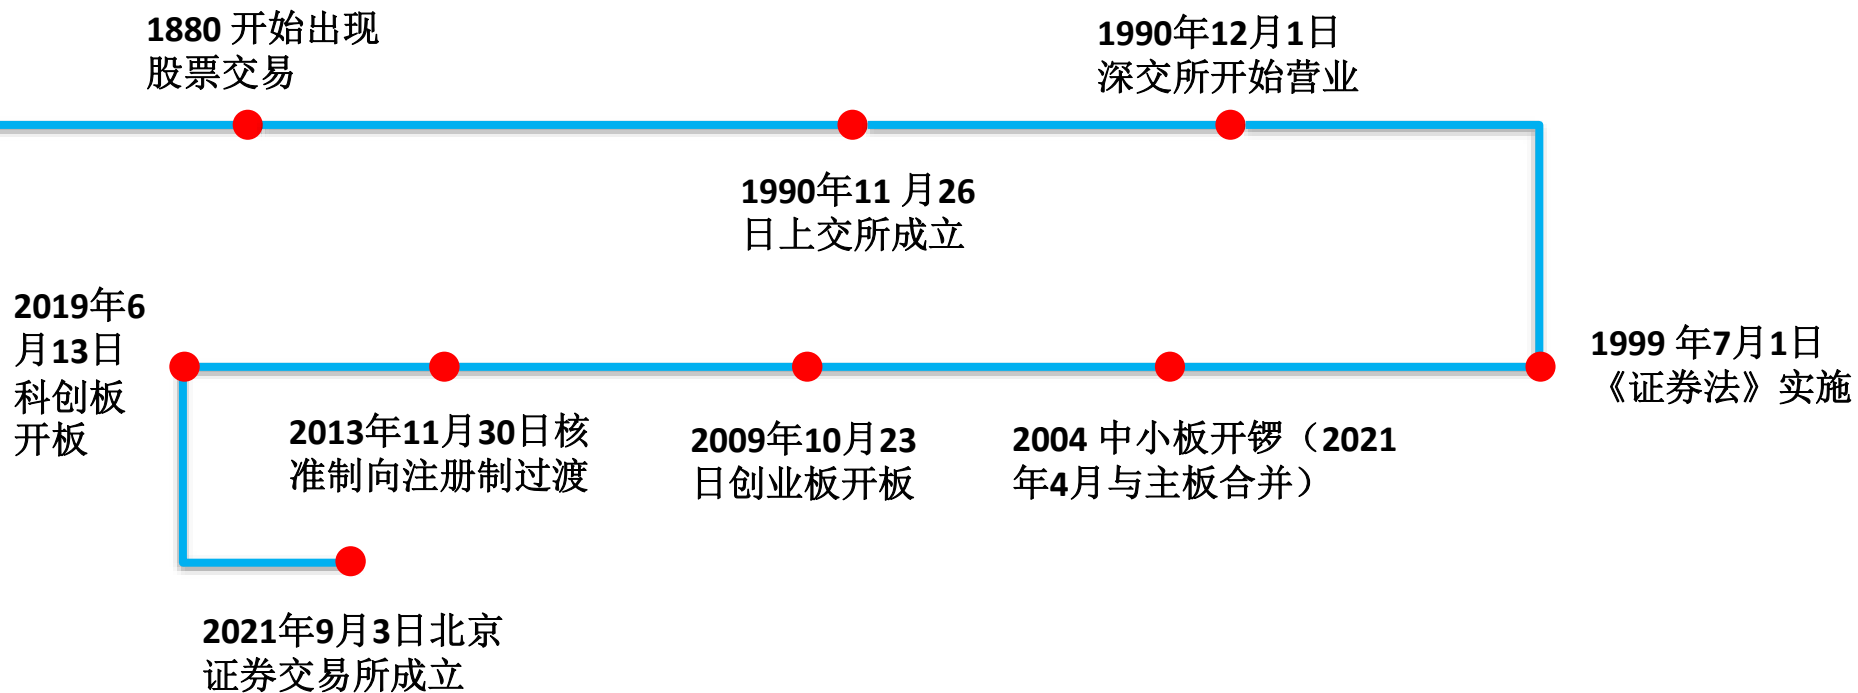 1880 开始出现
股票交易
1990年11 月26
日上交所成立
1990年12月1日
深交所开始营业
1999 年7月1日
《证券法》实施
2004 中小板开锣（2021
年4月与主板合并）
2009年10月23
日创业板开板
2013年11月30日核
准制向注册制过渡
2019年6
月13日
科创板
开板
2021年9月3日北京
证券交易所成立